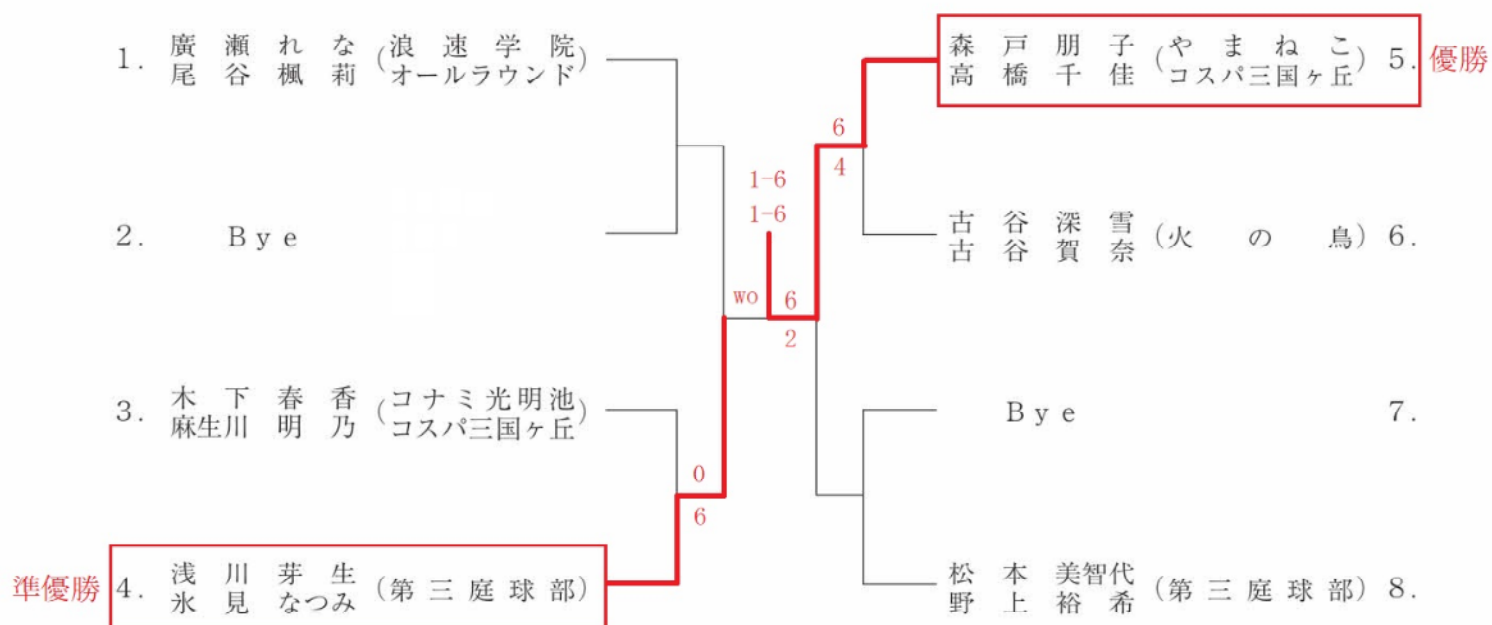 1. 廣瀬れな (浪速学院)
尾谷楓莉 (オールラウンド)
2. Bye
3. 木下春香 (コナミ光明池)
麻生川明乃 (コスパ三国ヶ丘)
準優勝 4. 浅川芽生 (第三庭球部)
氷見なつみ
0
6
WO
1-6
1-6
6
2
6
4
森戸朋子 (やまねこ) 5. 優勝
高橋千佳 (コスパ三国ヶ丘)
古谷深雪 (火の鳥) 6.
古谷賀奈
Bye 7.
松本美智代 (第三庭球部) 8.
野上裕希